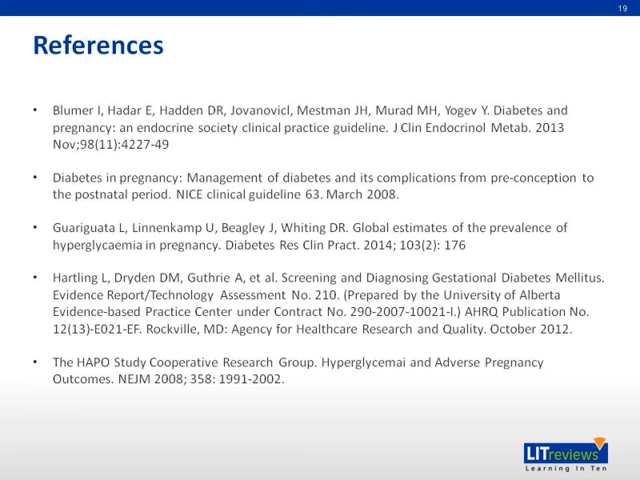 19
References
• Blumer I, Hadar E, Hadden DR, JovanovicI, Mestman JH, Murad MH, Yogev Y. Diabetes and
pregnancy: an endocrine society clinical practice guideline. J Clin Endocrinol Metab. 2013
Nov;98(11):4227-49
• Diabetes in pregnancy: Management of diabetes and its complications from pre-conception to
the postnatal period. NICE clinical guideline 63. March 2008.
• Guariguata L, Linnenkamp U, Beagley J, Whiting DR. Global estimates of the prevalence of
hyperglycaemia in pregnancy. Diabetes Res Clin Pract. 2014; 103(2): 176
• Hartling L, Dryden DM, Guthrie A, et al. Screening and Diagnosing Gestational Diabetes Mellitus.
Evidence Report/Technology Assessment No. 210. (Prepared by the University of Alberta
Evidence-based Practice Center under Contract No. 290-2007-10021-I.) AHRQ Publication No.
12(13)-E021-EF. Rockville, MD: Agency for Healthcare Research and Quality. October 2012.
• The HAPO Study Cooperative Research Group. Hyperglycemai and Adverse Pregnancy
Outcomes. NEJM 2008; 358: 1991-2002.
LITreviews
Learning In Ten